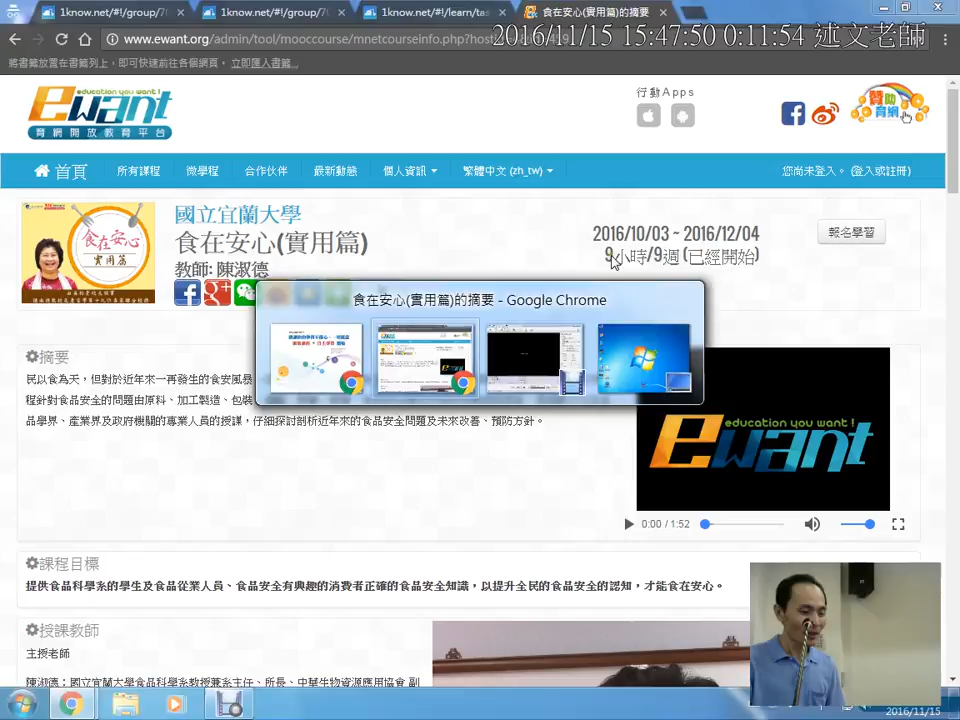 1know.net/#!/group/7(
1know.net/#!/group/7(
1know.net/#!/learn/tas
食在安心(實用篇)的摘要
www.ewant.org/admin/tool/mooccourse/mnetcourseinfo.php?hos
2016/11/15 15:47:50 0:11:54 述文老師
將書籤放置在書籤列上，即可快速前往各個網頁。 立即匯入書籤...
education you want!
ewant
育網開放教育平台
行動Apps
贊助
育網
首頁
所有課程
微學程
合作伙伴
最新動態
個人資訊
繁體中文 (zh_tw)
您尚未登入。 (登入或註冊)
食在安心
實用篇
國立宜蘭大學
食在安心(實用篇)
教師: 陳淑德
2016/10/03 ~ 2016/12/04
9小時/9週 (已經開始)
報名學習
食在安心(實用篇)的摘要 - Google Chrome
摘要
民以食為天，但對於近年來一再發生的食安風暴
程針對食品安全的問題由原料、加工製造、包裝
品學界、產業界及政府機關的專業人員的授課，仔細探討剖析近年來的食品安全問題及未來改善、預防方針。
education you want !
ewant
0:00 / 1:52
課程目標
提供食品科學系的學生及食品從業人員、食品安全有興趣的消費者正確的食品安全知識，以提升全民的食品安全的認知，才能食在安心。
授課教師
主授老師
陳淑德：國立宜蘭大學食品科學系教授兼系主任、所長、中華生物資源應用協會 副
2016/11/15